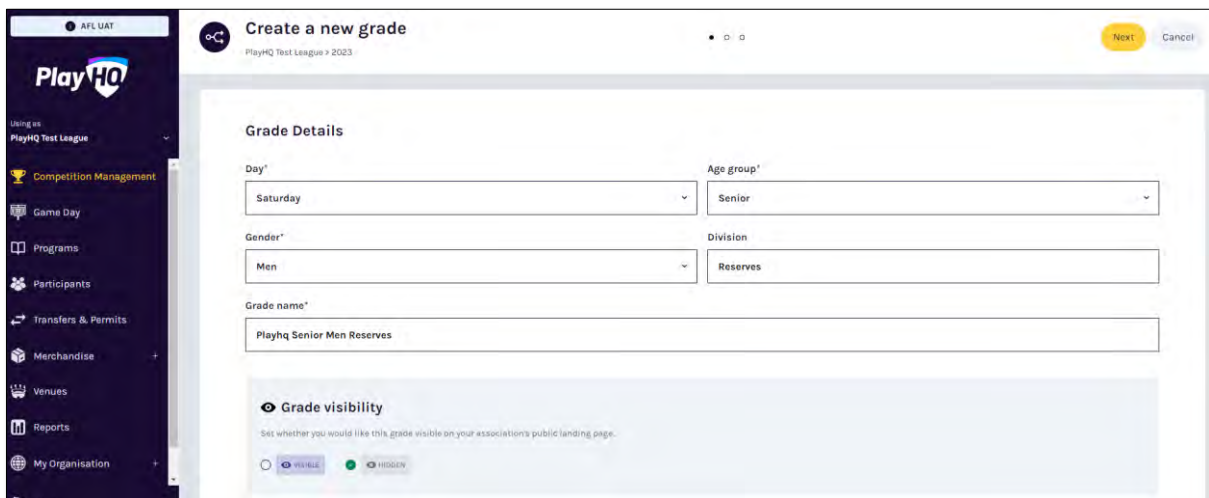 AFL UAT
PlayHQ
Using as
PlayHQ Test League
Competition Management
Game Day
Programs
Participants
Transfers & Permits
Merchandise +
Venues
Reports
My Organisation +
Create a new grade
PlayHQ Test League > 2023
Next Cancel
Grade Details
Day* Age group*
Saturday Senior
Gender* Division
Men Reserves
Grade name*
Playhq Senior Men Reserves
Grade visibility
Set whether you would like this grade visible on your association's public landing page.
VISIBLE HIDDEN